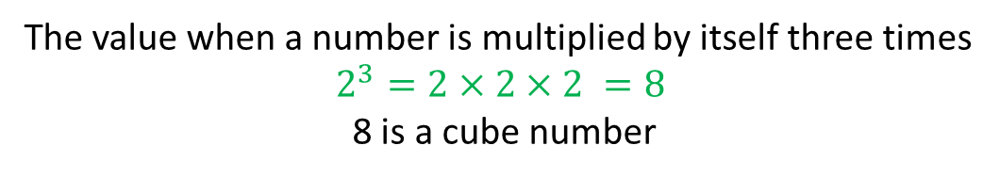 The value when a number is multiplied by itself three times
2³ = 2 × 2 × 2 = 8
8 is a cube number